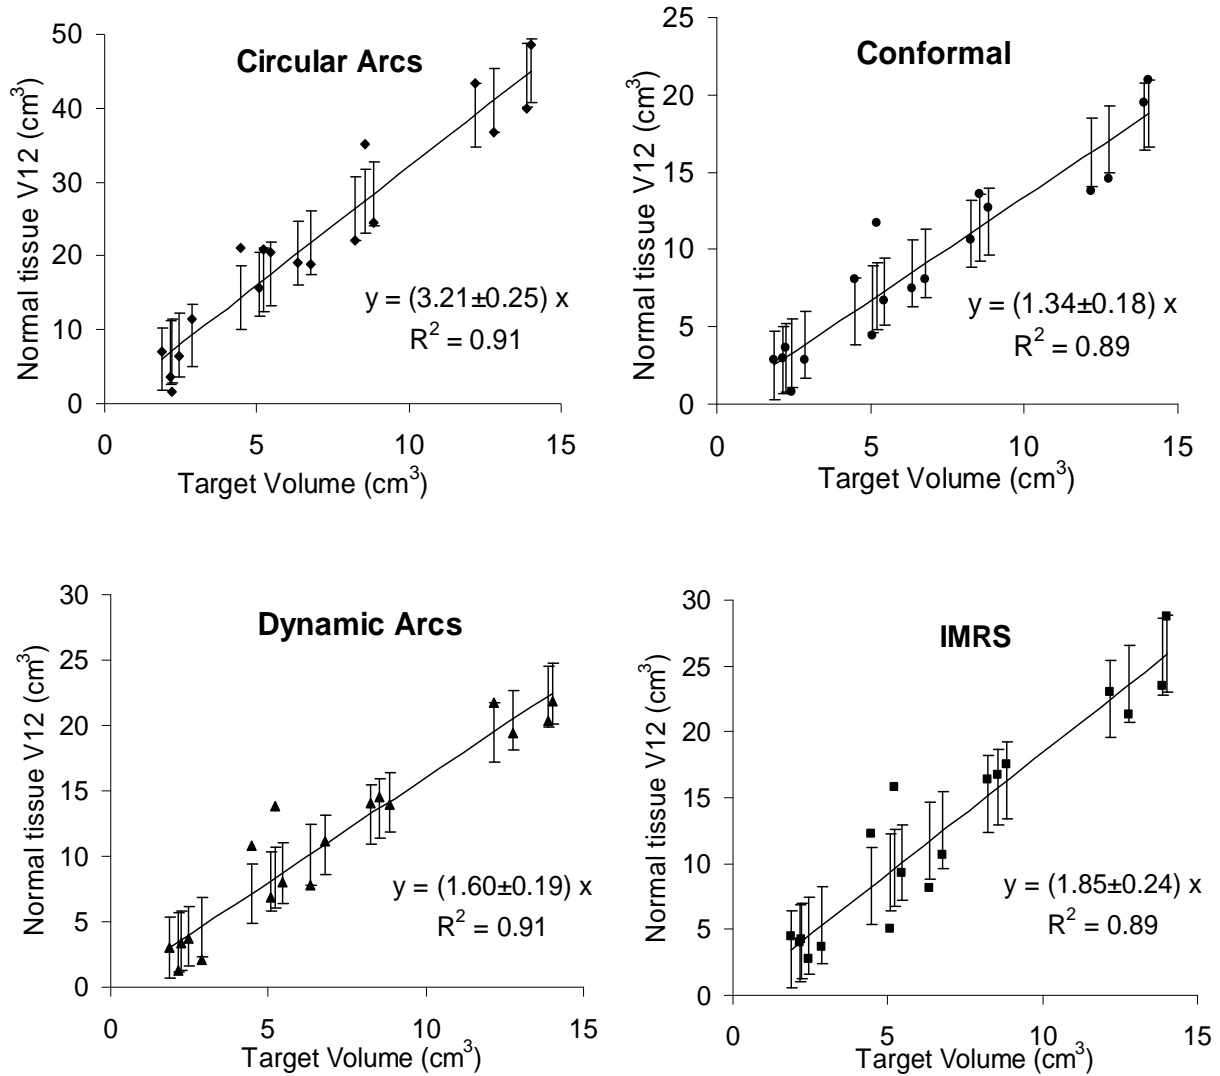 Circular Arcs
Normal tissue V12 (cm³)
50
40
30
20
10
0
y = (3.21±0.25) x
R² = 0.91
0 5 10 15
Target Volume (cm³)
Conformal
Normal tissue V12 (cm³)
25
20
15
10
5
0
y = (1.34±0.18) x
R² = 0.89
0 5 10 15
Target Volume (cm³)
Dynamic Arcs
Normal tissue V12 (cm³)
30
25
20
15
10
5
0
y = (1.60±0.19) x
R² = 0.91
0 5 10 15
Target Volume (cm³)
IMRS
Normal tissue V12 (cm³)
30
25
20
15
10
5
0
y = (1.85±0.24) x
R² = 0.89
0 5 10 15
Target Volume (cm³)